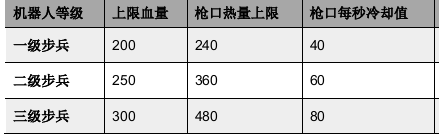 机器人等级 上限血量 枪口热量上限 枪口每秒冷却值
一级步兵 200 240 40
二级步兵 250 360 60
三级步兵 300 480 80